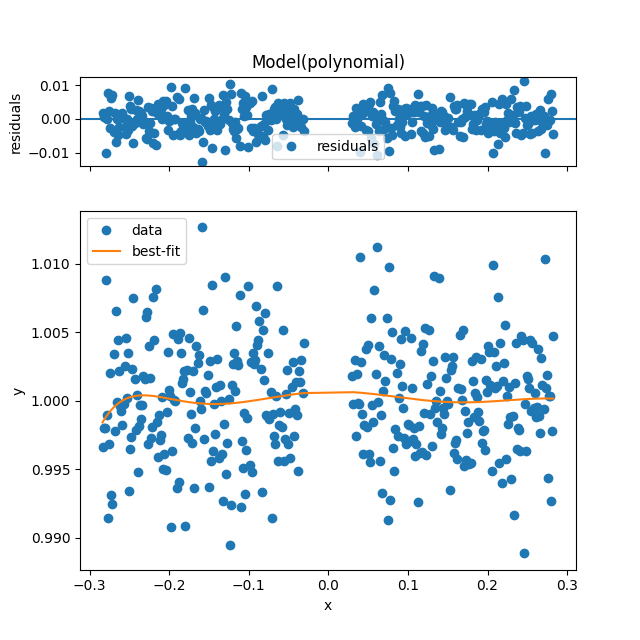 Model(polynomial)
0.01
0.00
−0.01
residuals
residuals
data
best-fit
1.010
1.005
1.000
0.995
0.990
y
−0.3 −0.2 −0.1 0.0 0.1 0.2 0.3
x